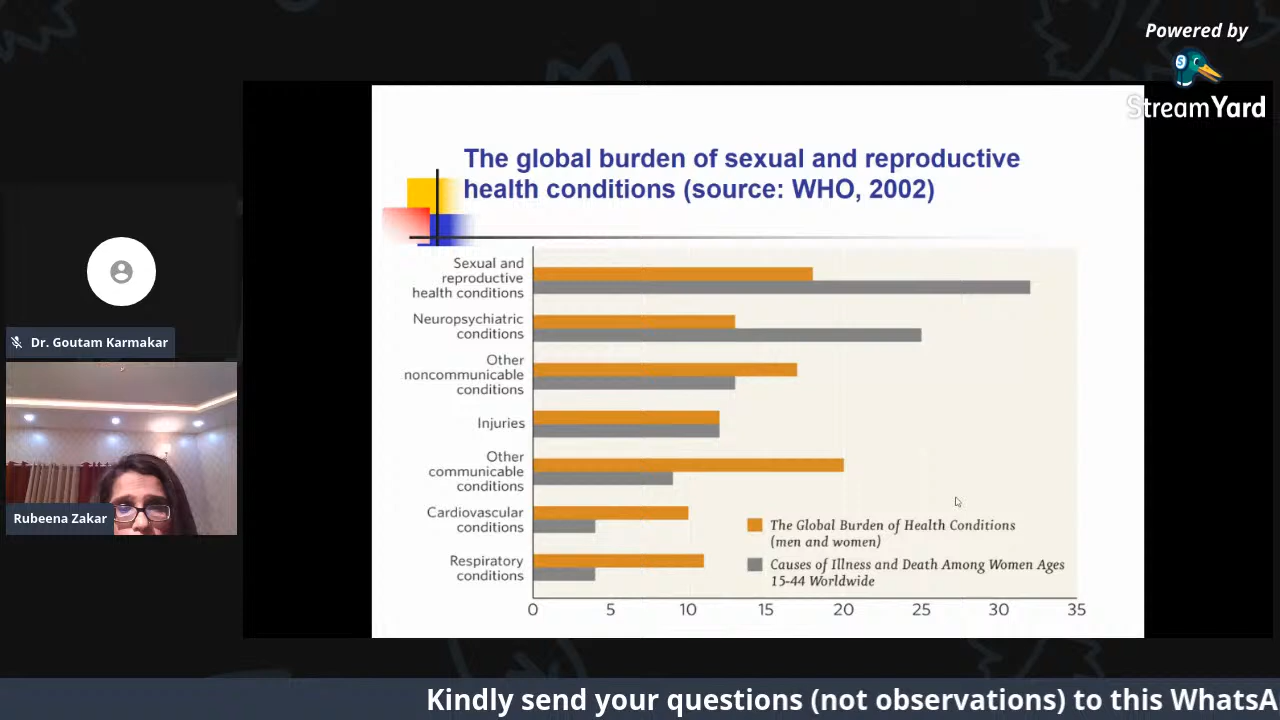 Powered by
StreamYard
The global burden of sexual and reproductive
health conditions (source: WHO, 2002)
Sexual and
reproductive
health conditions
Neuropsychiatric
conditions
Other
noncommunicable
conditions
Injuries
Other
communicable
conditions
Cardiovascular
conditions
Respiratory
conditions
The Global Burden of Health Conditions
(men and women)
Causes of Illness and Death Among Women Ages
15-44 Worldwide
0 5 10 15 20 25 30 35
Dr. Goutam Karmakar
Rubeena Zakar
Kindly send your questions (not observations) to this WhatsA